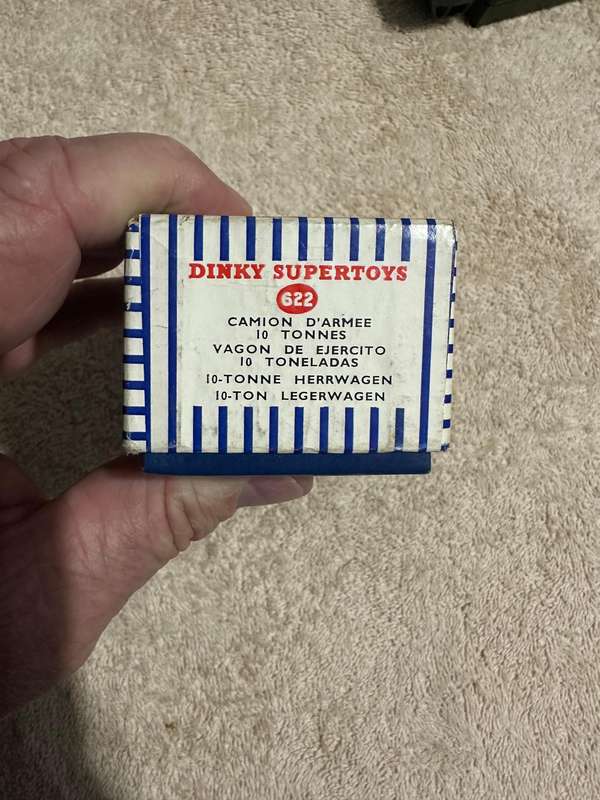 DINKY SUPERTOYS
622
CAMION D'ARMEE
10 TONNES
VAGON DE EJERCITO
10 TONELADAS
10-TONNE HERRWAGEN
10-TON LEGERWAGEN